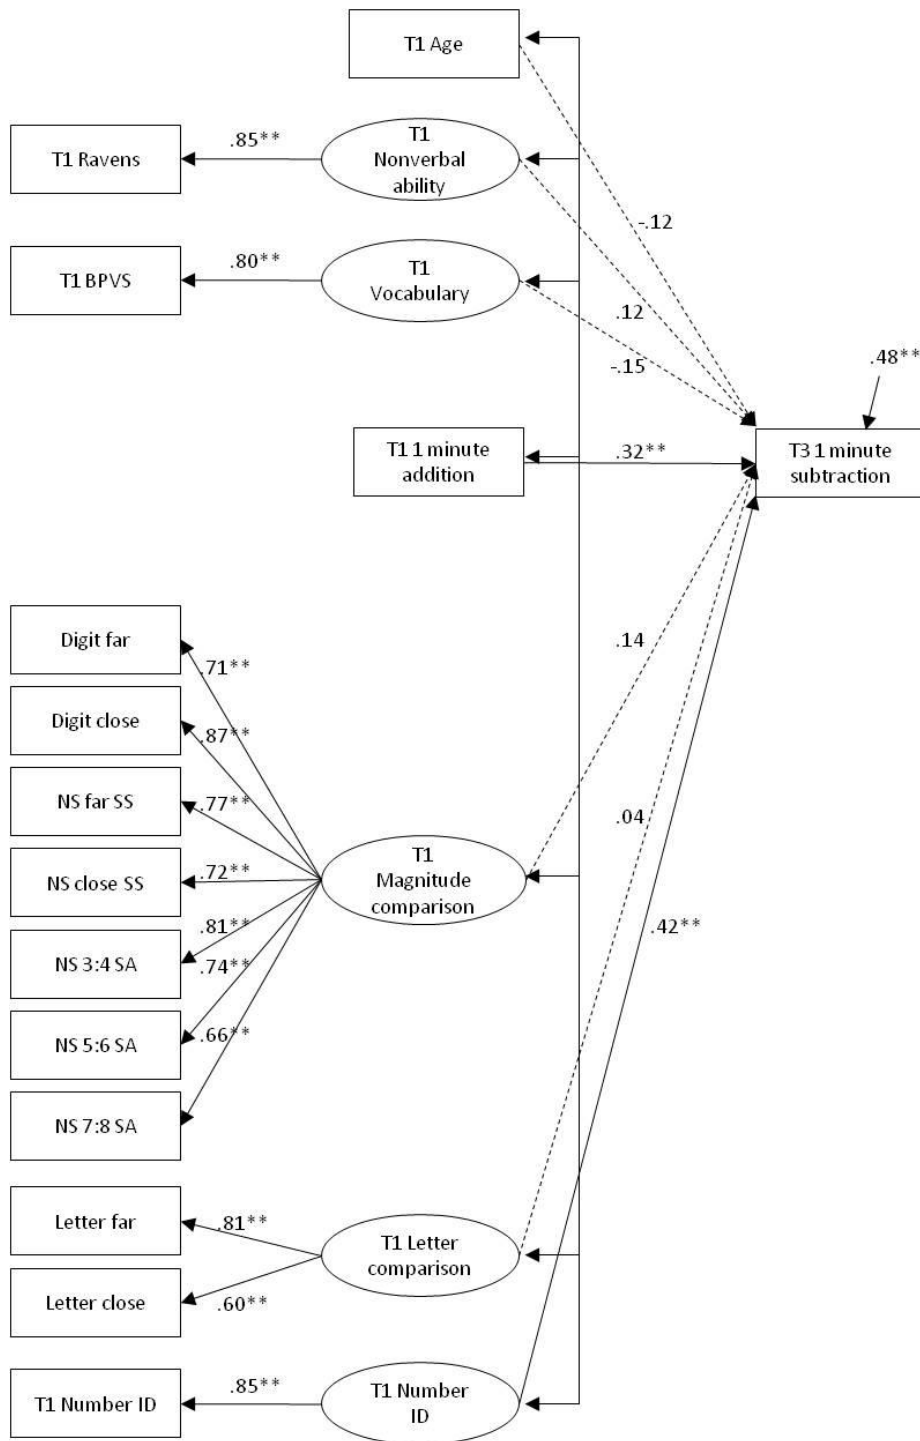 T1 Age
T1 Ravens
.85**
T1
Nonverbal
ability
-.12
T1 BPVS
.80**
T1
Vocabulary
.12
-.15
.48**
T1 1 minute
addition
.32**
T3 1 minute
subtraction
Digit far
.71**
Digit close
.87**
NS far SS
.77**
NS close SS
.72**
NS 3:4 SA
.81**
NS 5:6 SA
.74**
NS 7:8 SA
.66**
T1
Magnitude
comparison
.14
.04
.42**
Letter far
.81**
Letter close
.60**
T1 Letter
comparison
T1 Number ID
.85**
T1 Number
ID